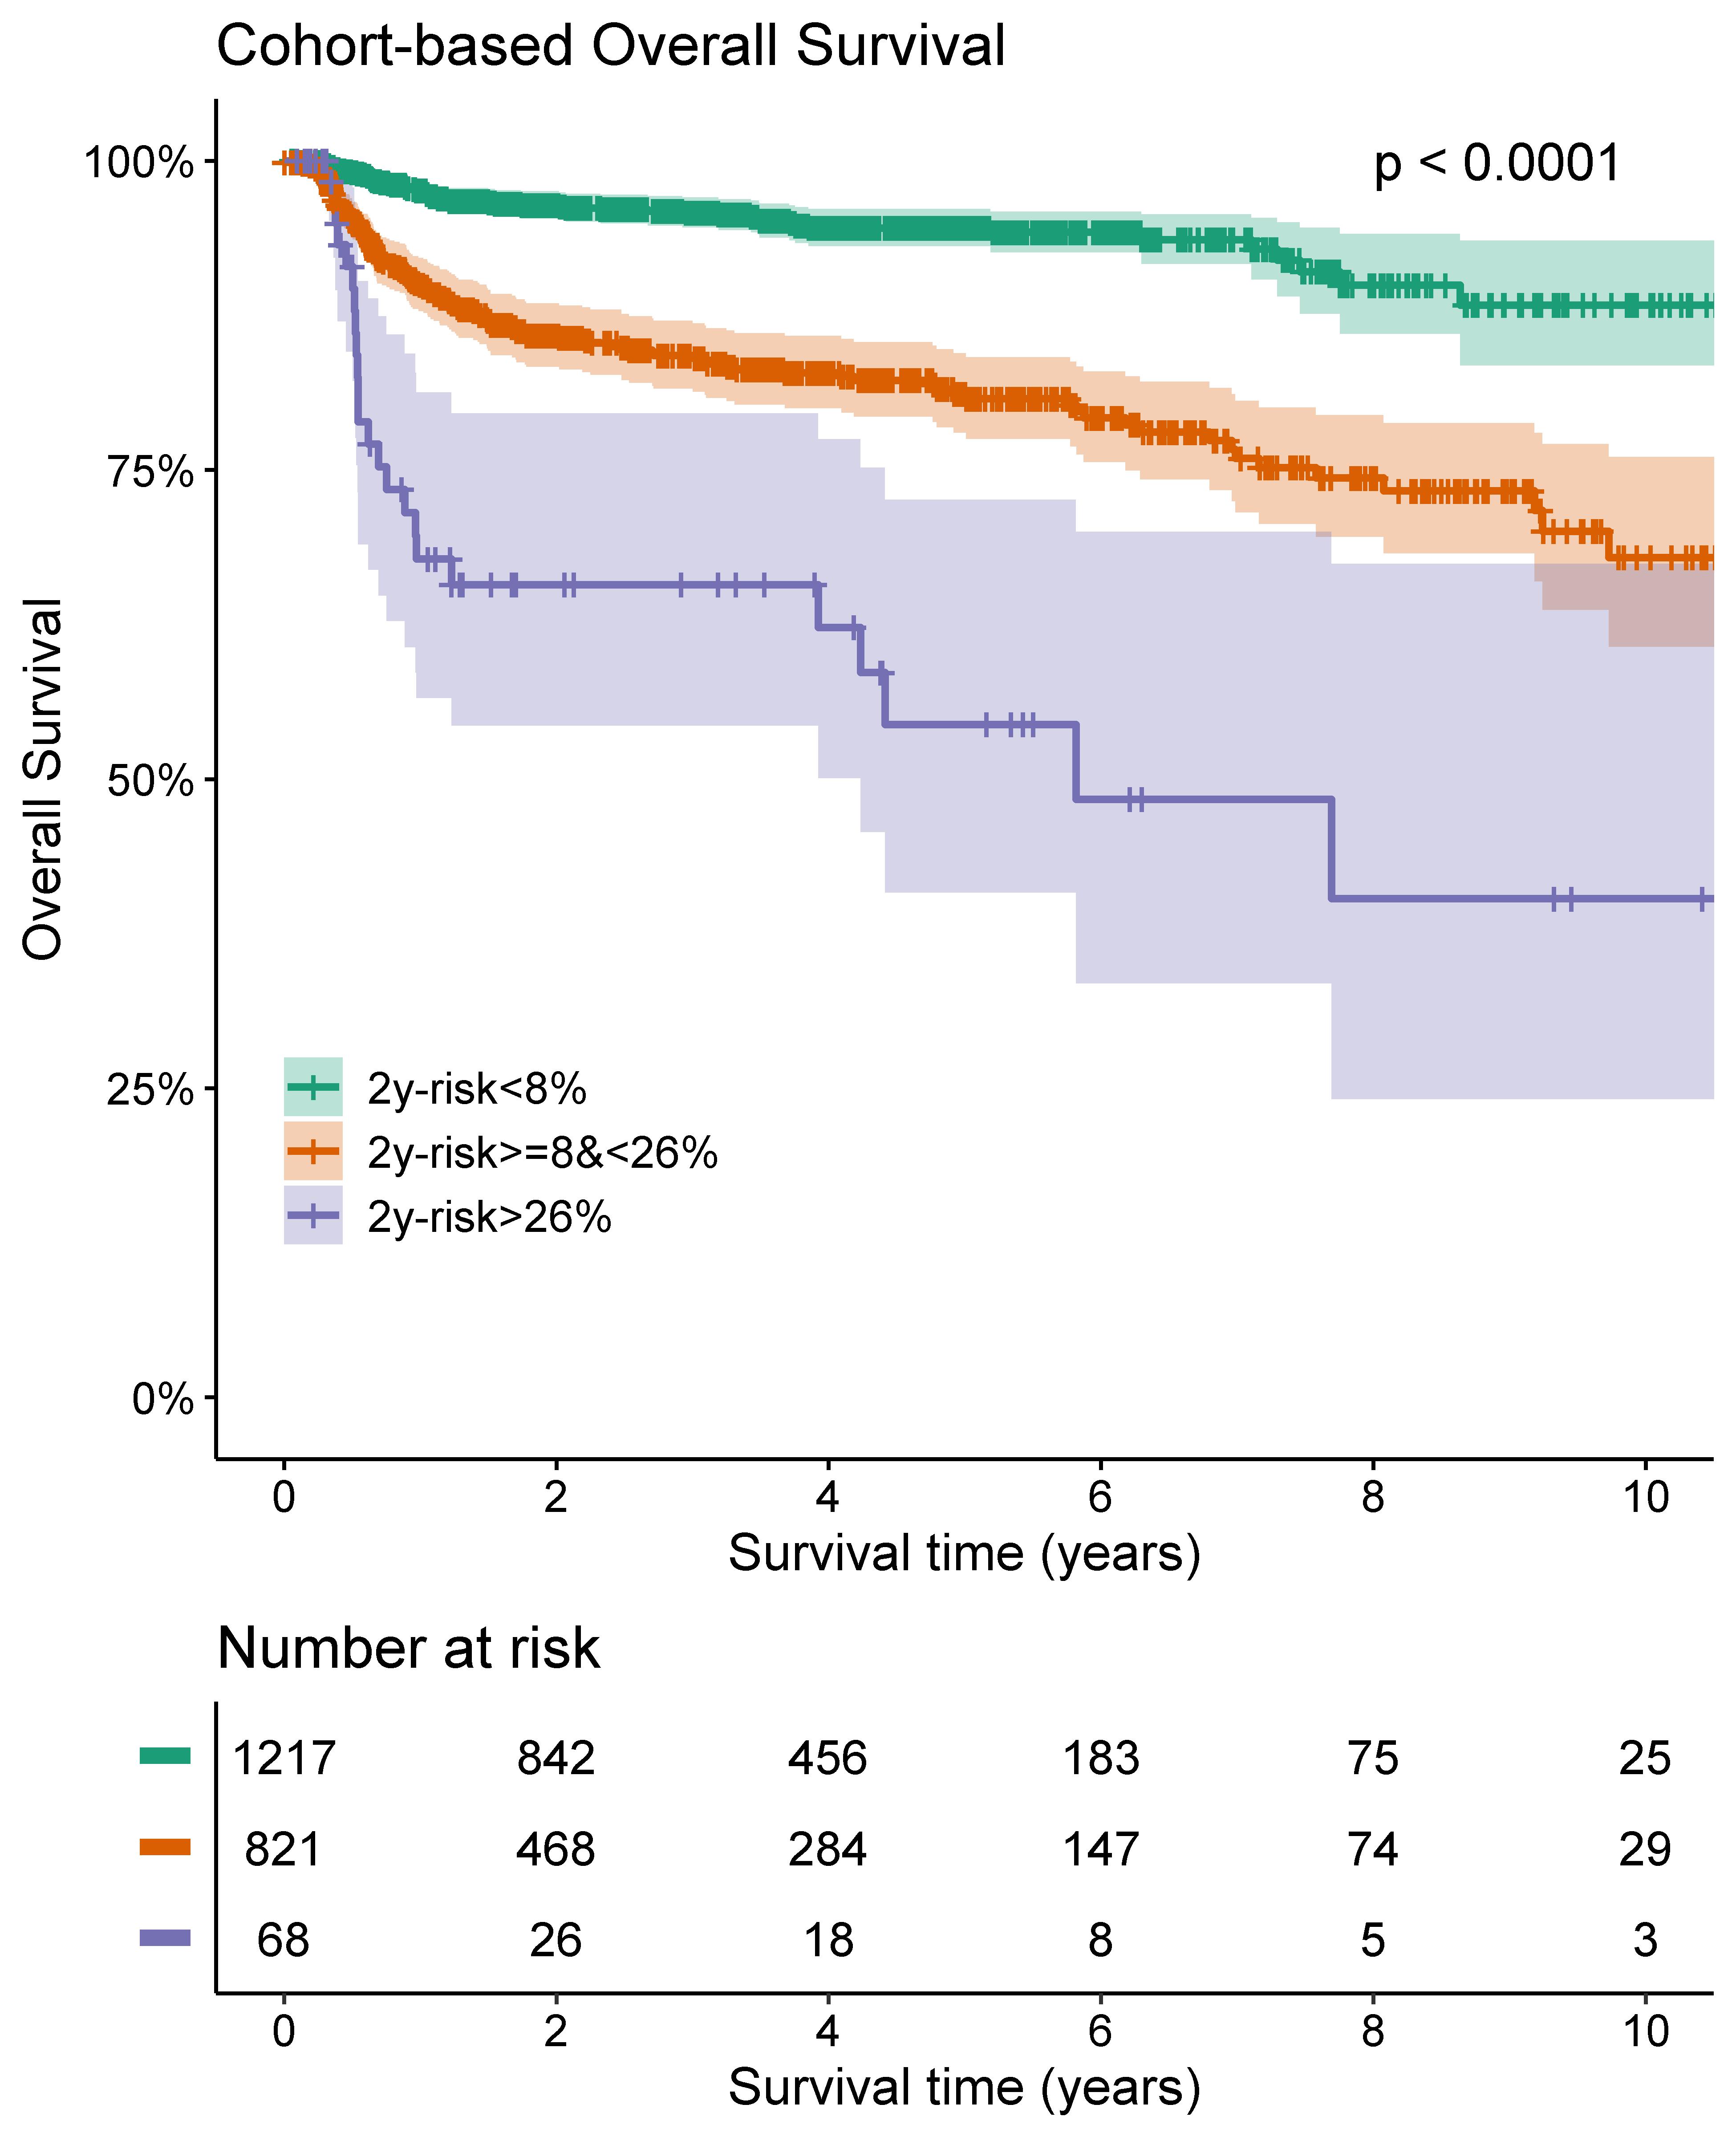 Cohort-based Overall Survival
p < 0.0001
100%
75%
50%
25%
0%
Overall Survival
2y-risk<8%
2y-risk>=8&<26%
2y-risk>26%
0 2 4 6 8 10
Survival time (years)
Number at risk
1217 842 456 183 75 25
821 468 284 147 74 29
68 26 18 8 5 3
0 2 4 6 8 10
Survival time (years)